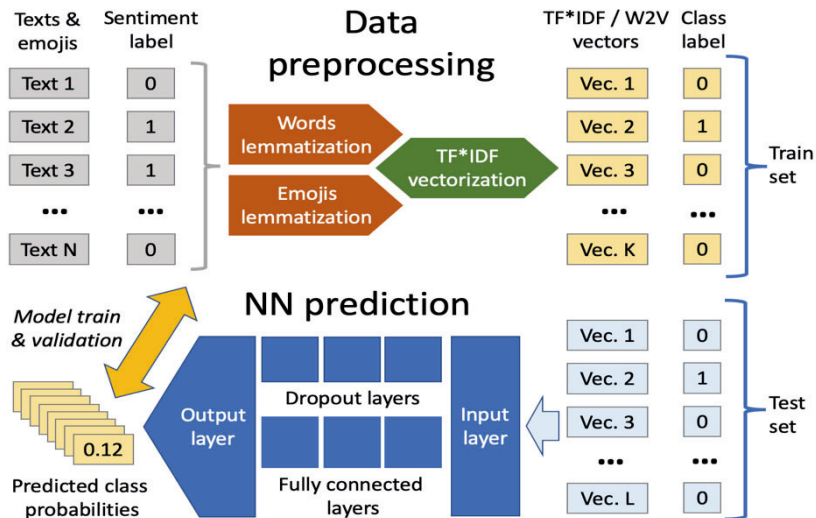 Texts &
emojis
Sentiment
label
Data
preprocessing
TF*IDF / W2V
vectors
Class
label
Text 1
0
Text 2
1
Text 3
1
...
...
Text N
0
Words
lemmatization
Emojis
lemmatization
TF*IDF
vectorization
Vec. 1
0
Vec. 2
1
Vec. 3
0
...
...
Vec. K
0
Train
set
NN prediction
Model train
& validation
0.12
Predicted class
probabilities
Output
layer
Dropout layers
Fully connected
layers
Input
layer
Vec. 1
0
Vec. 2
1
Vec. 3
0
...
...
Vec. L
0
Test
set